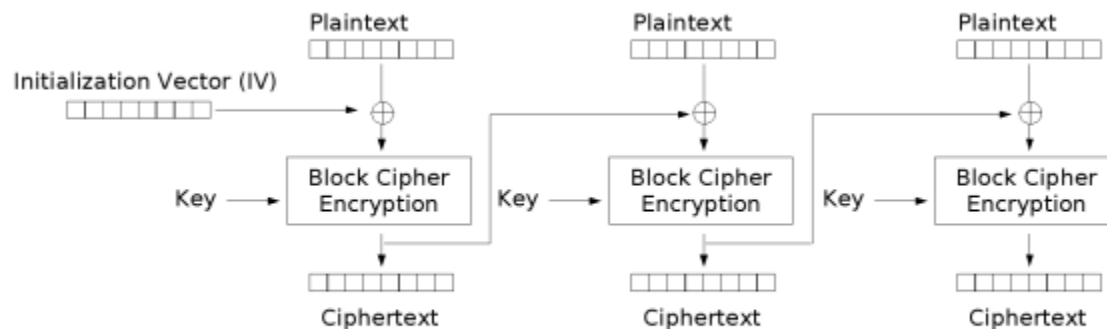 Plaintext
Plaintext
Plaintext
Initialization Vector (IV)
Key
Block Cipher
Encryption
Key
Block Cipher
Encryption
Key
Block Cipher
Encryption
Ciphertext
Ciphertext
Ciphertext